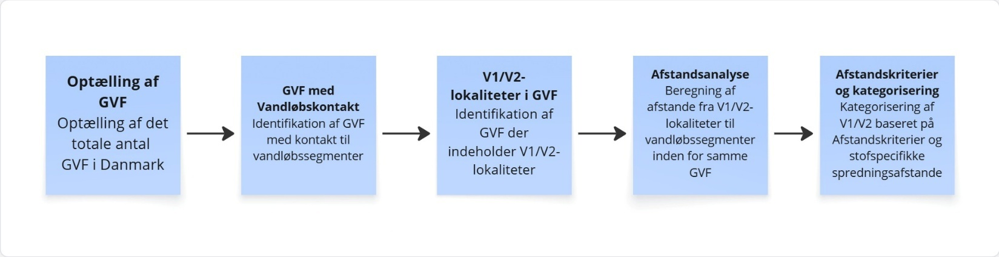 Optælling af
GVF
Optælling af det
totale antal
GVF i Danmark
GVF med
Vandløbskontakt
Identifikation af GVF
med kontakt til
vandløbssegmenter
V1/V2-
lokaliteter i GVF
Identifikation af
GVF der
indeholder V1/V2-
lokaliteter
Afstandsanalyse
Beregning af
afstande fra V1/V2-
lokaliteter til
vandløbssegmenter
inden for samme
GVF
Afstandskriterier
og kategorisering
Kategorisering af
V1/V2 baseret på
Afstandskriterier og
stofspecifikke
spredningsafstande